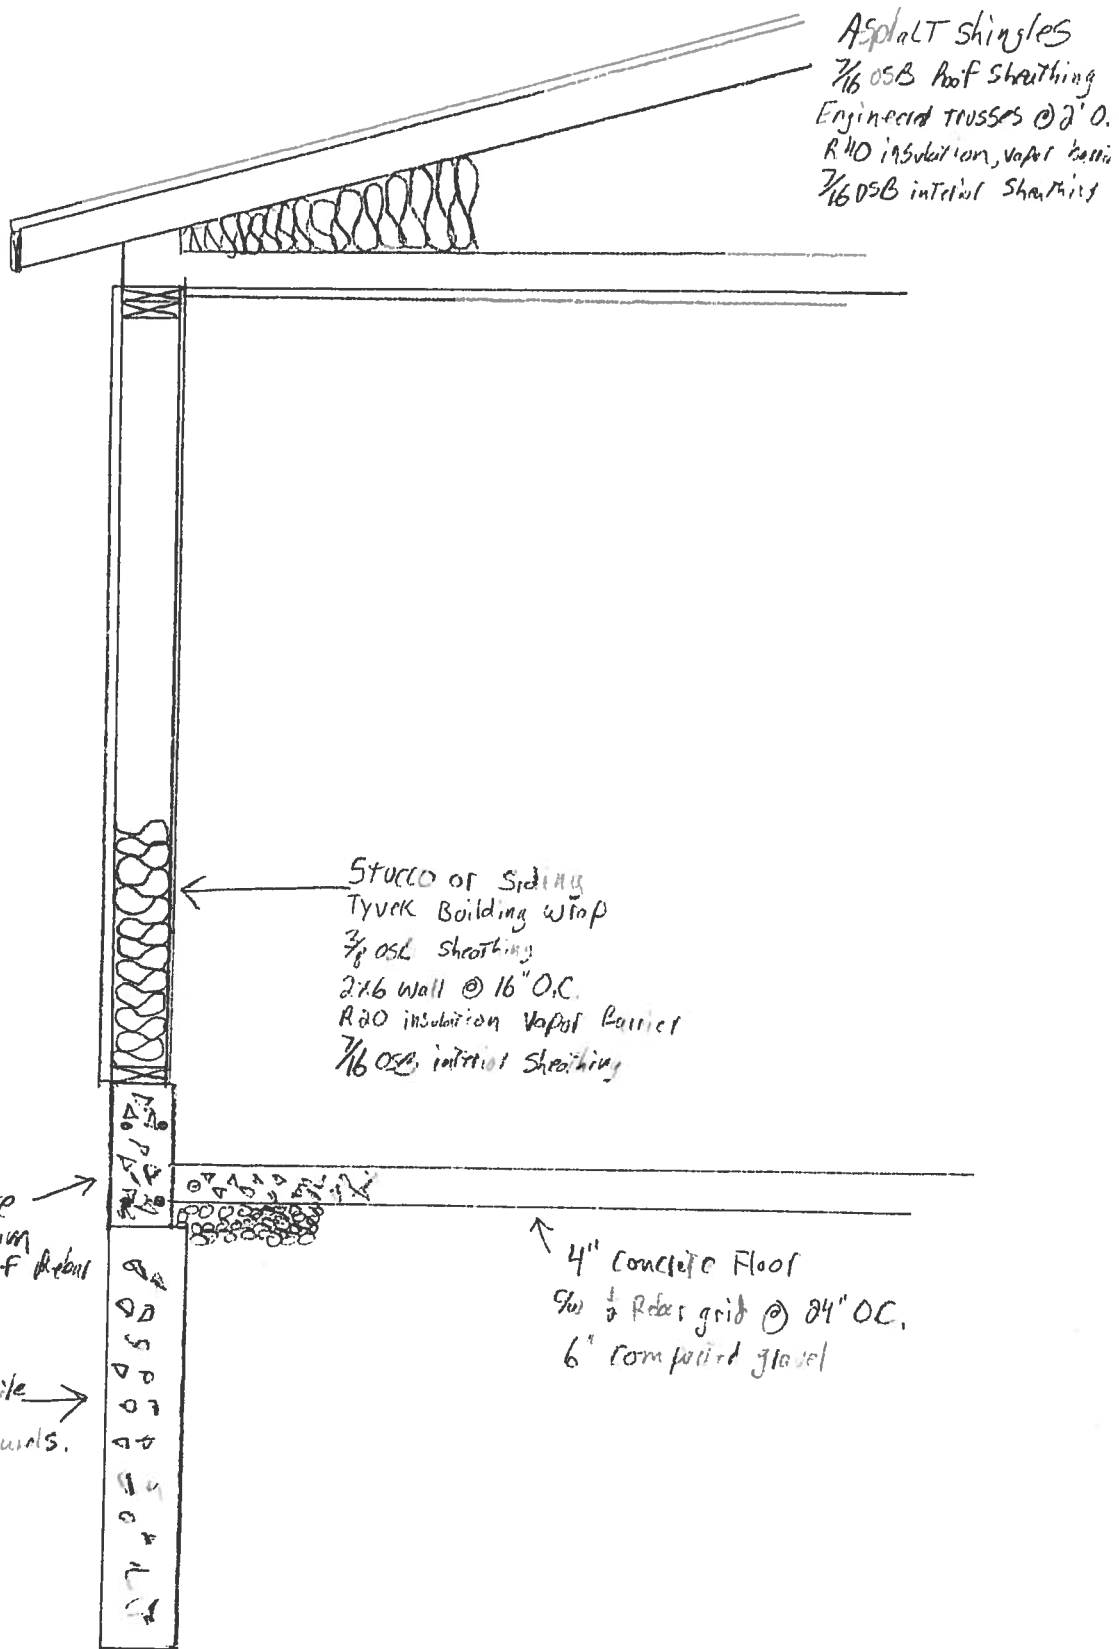 Asphalt Shingles
7/16 OSB Roof Sheathing
Engineered Trusses @ 2' O.
R40 insulation, vapor
7/16 OSB interior Sheathing
Stucco or Siding
Tyvek Building wrap
3/8 OSB Sheathing
2x6 wall @ 16" O.C.
R20 insulation Vapor Barrier
7/16 OSB interior Sheathing
Rebar
4" Concrete Floor
c/w 1/2 Rebar grid @ 24" O.C.
6" compacted gravel